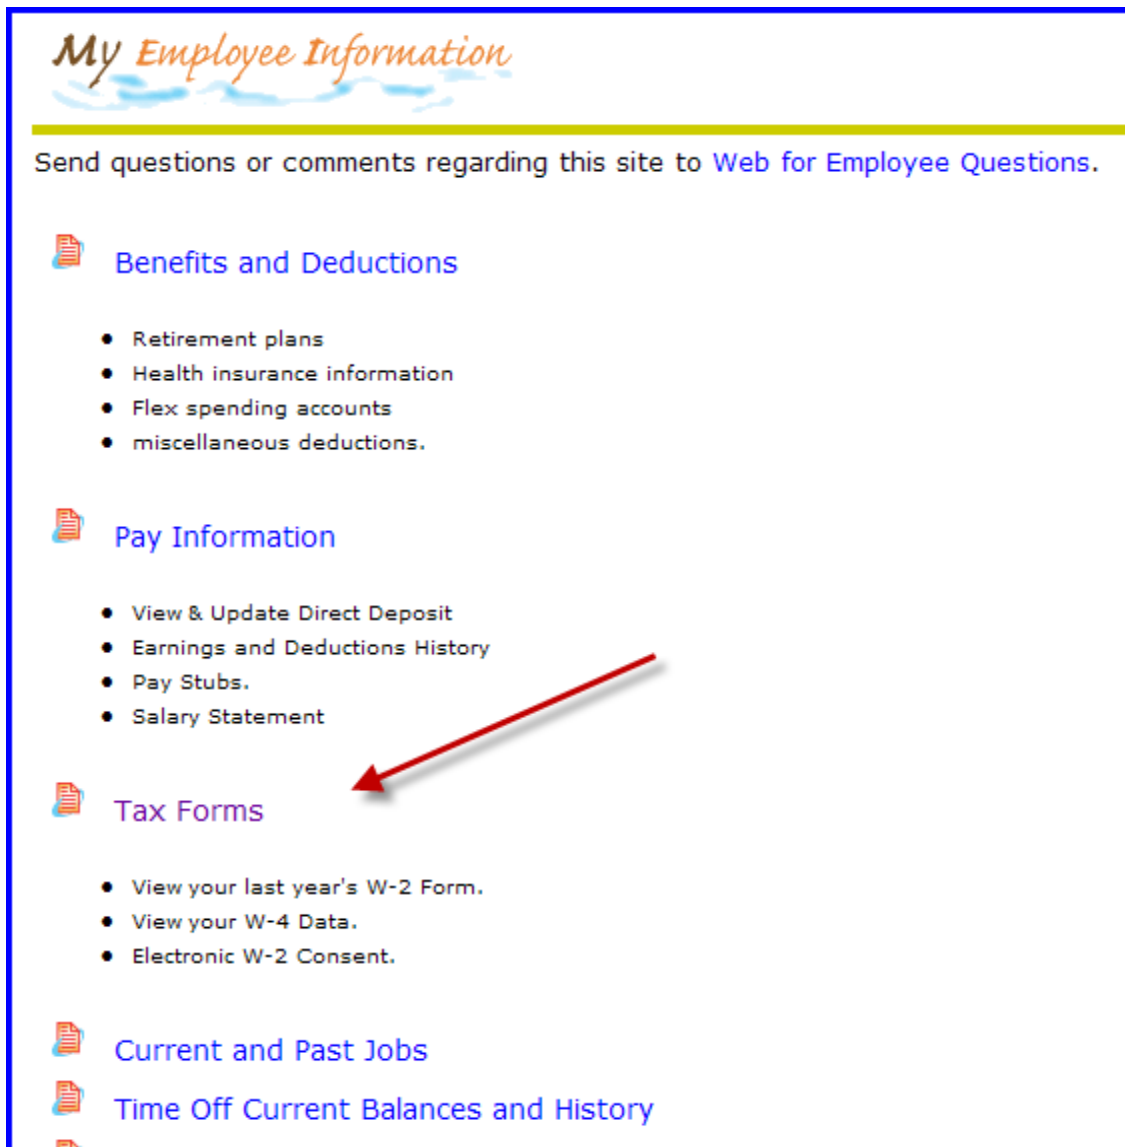 My Employee Information
Send questions or comments regarding this site to Web for Employee Questions.
Benefits and Deductions
Retirement plans
Health insurance information
Flex spending accounts
miscellaneous deductions.
Pay Information
View & Update Direct Deposit
Earnings and Deductions History
Pay Stubs.
Salary Statement
Tax Forms
View your last year's W-2 Form.
View your W-4 Data.
Electronic W-2 Consent.
Current and Past Jobs
Time Off Current Balances and History